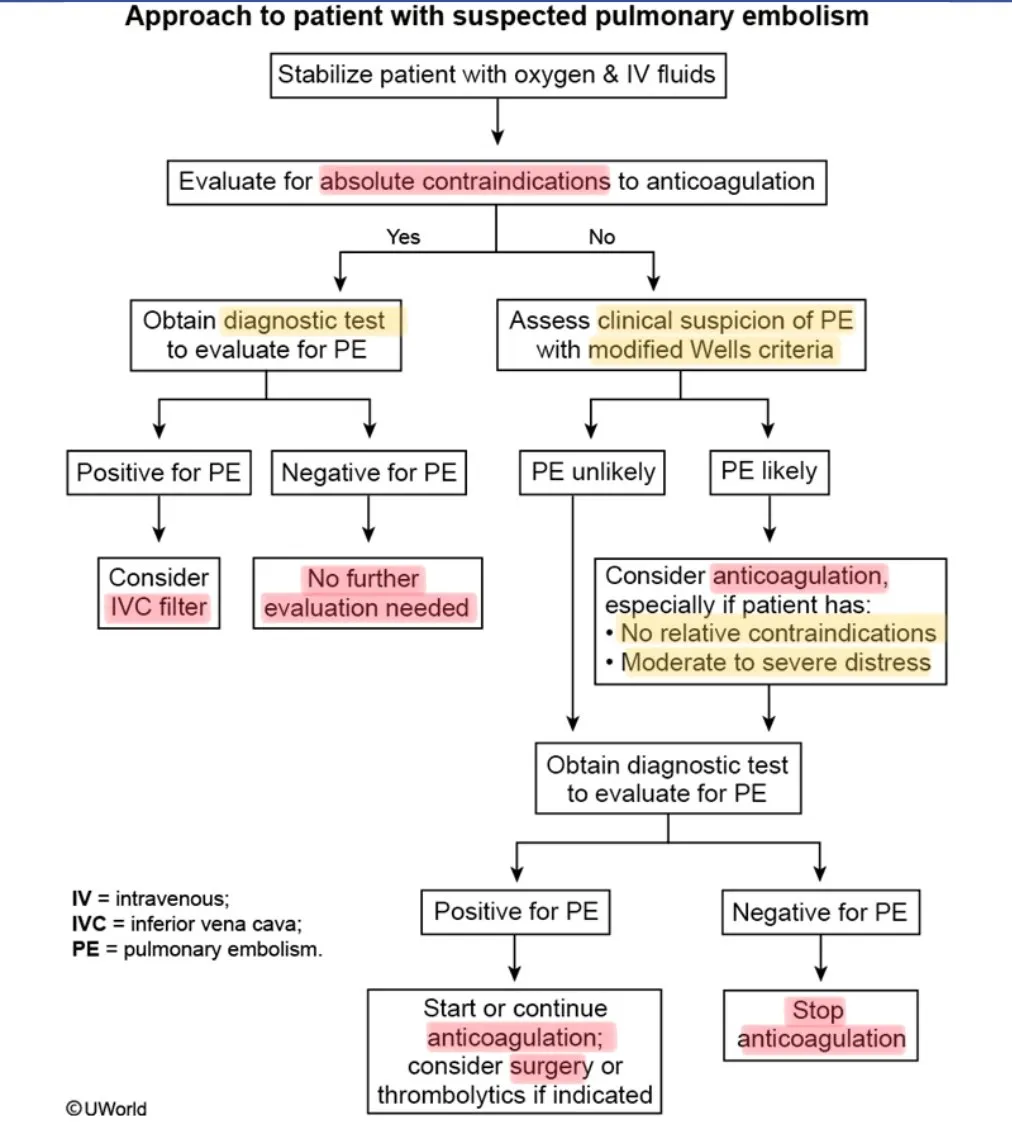 Approach to patient with suspected pulmonary embolism
Stabilize patient with oxygen & IV fluids
Evaluate for absolute contraindications to anticoagulation
Yes
No
Obtain diagnostic test
to evaluate for PE
Assess clinical suspicion of PE
with modified Wells criteria
Positive for PE
Negative for PE
PE unlikely
PE likely
Consider
IVC filter
No further
evaluation needed
Consider anticoagulation,
especially if patient has:
• No relative contraindications
• Moderate to severe distress
Obtain diagnostic test
to evaluate for PE
Positive for PE
Negative for PE
IV = intravenous;
IVC = inferior vena cava;
PE = pulmonary embolism.
Start or continue
anticoagulation;
consider surgery or
thrombolytics if indicated
Stop
anticoagulation
©UWorld